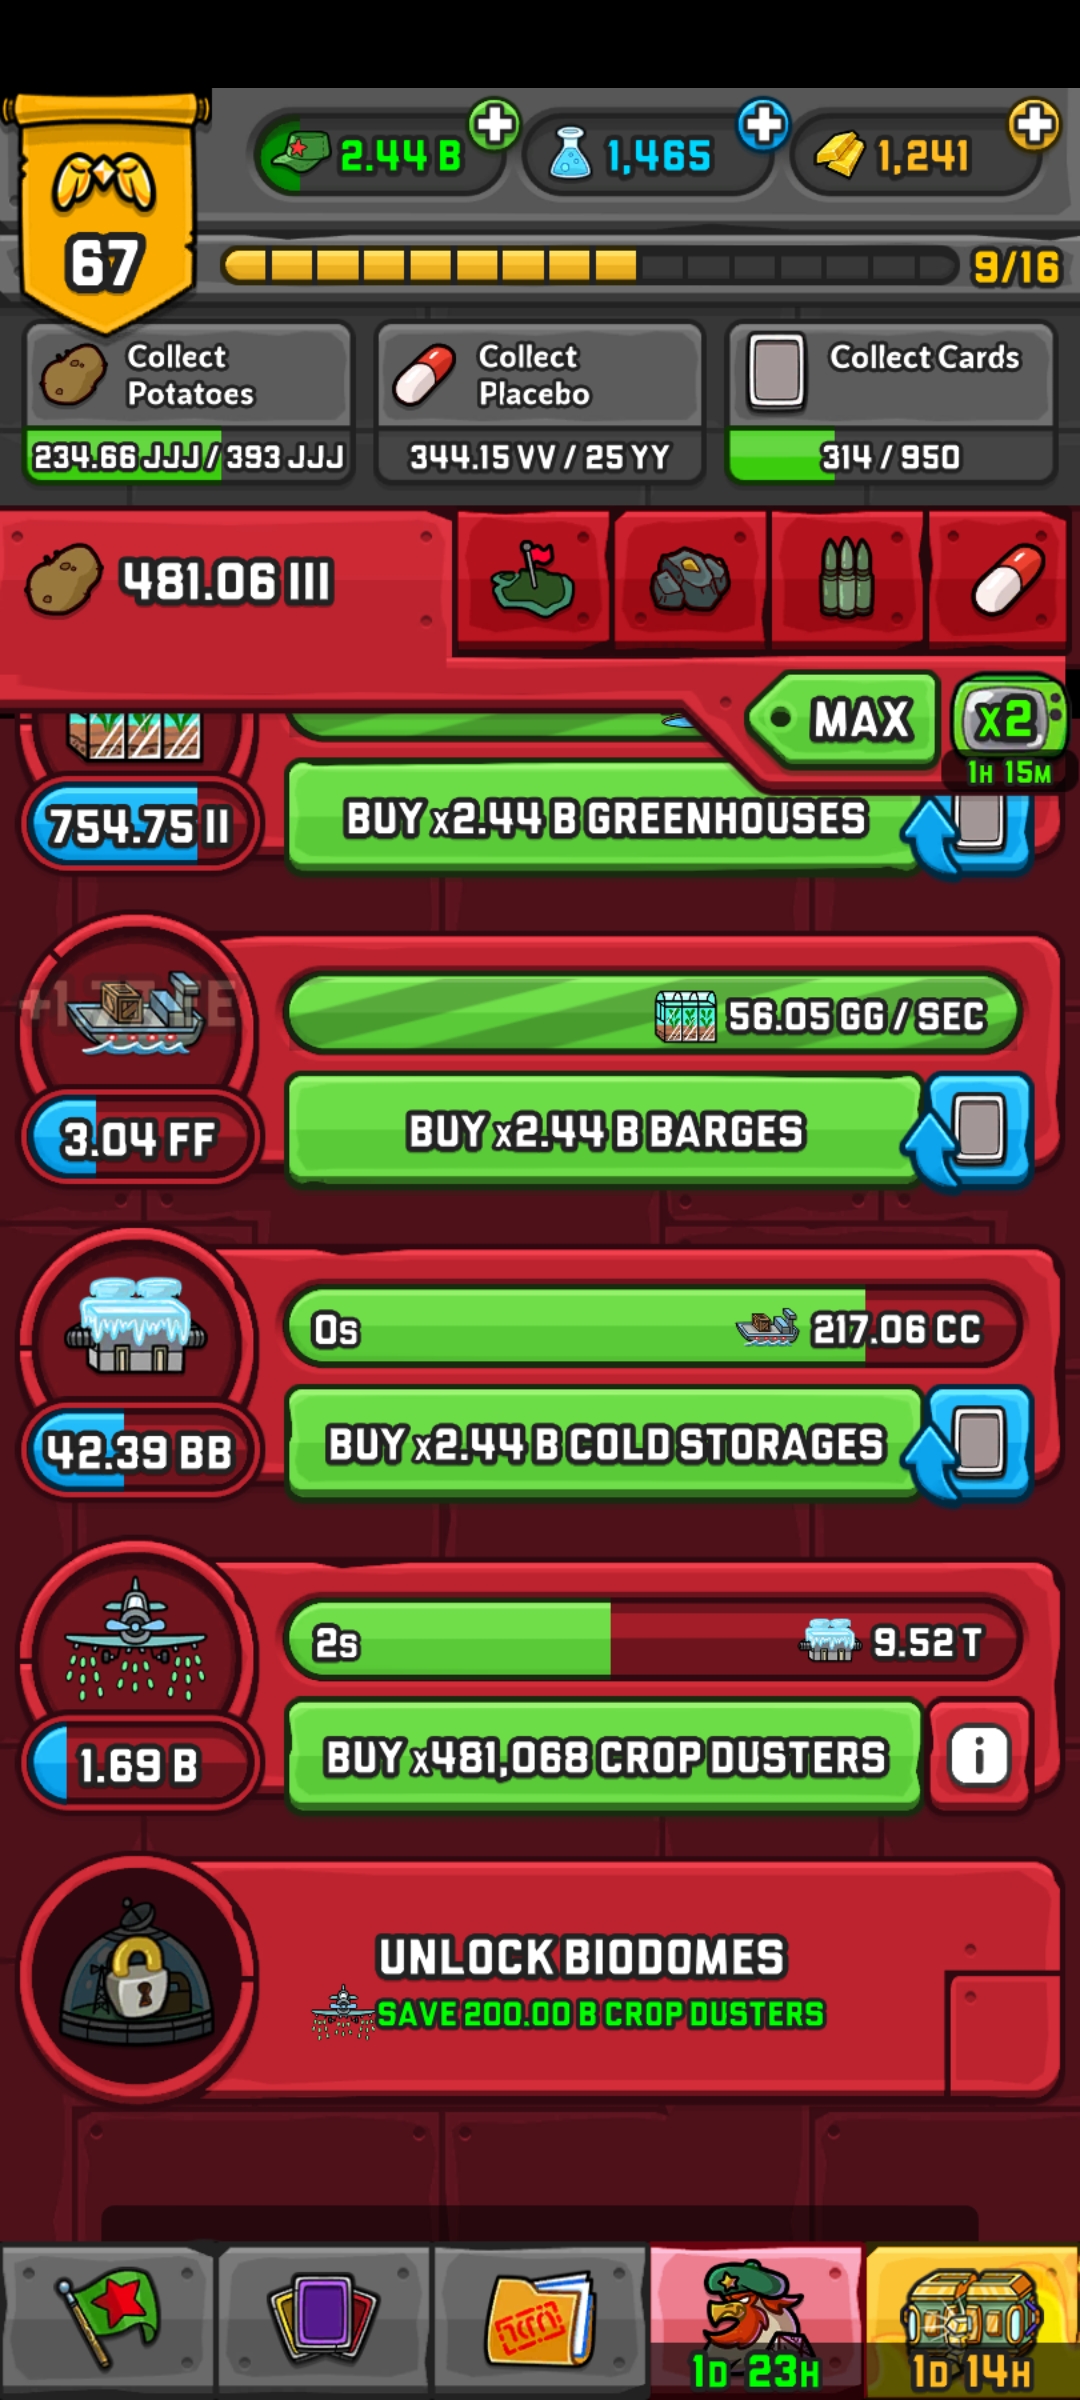 2.44 B
1,465
1,241
67
9/16
Collect
Potatoes
234.66 JJJ / 393 JJJ
Collect
Placebo
344.15 VV / 25 YY
Collect Cards
314 / 950
481.06 III
MAX
x2
1H 15M
754.75 II
BUY x2.44 B GREENHOUSES
56.05 GG / SEC
3.04 FF
BUY x2.44 B BARGES
0s
217.06 CC
42.39 BB
BUY x2.44 B COLD STORAGES
2s
9.52 T
1.69 B
BUY x481,068 CROP DUSTERS
i
UNLOCK BIODOMES
SAVE 200.00 B CROP DUSTERS
1D 23H
1D 14H